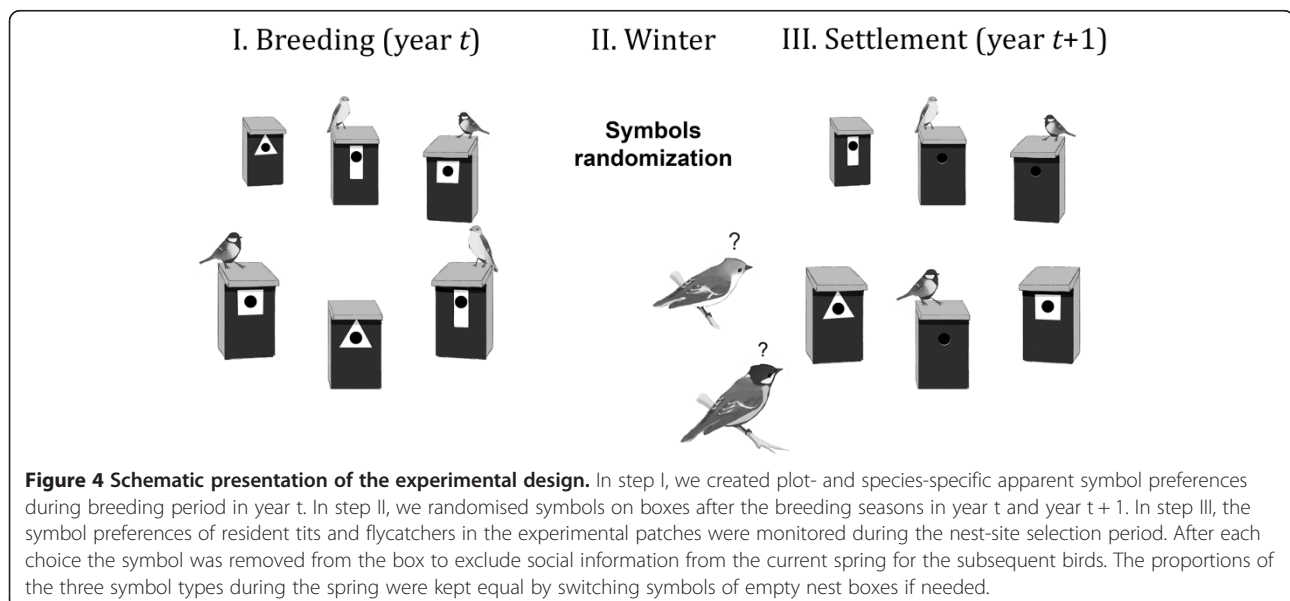 I. Breeding (year t)
II. Winter
III. Settlement (year t+1)
Symbols
randomization
?
?
Figure 4 Schematic presentation of the experimental design. In step I, we created plot- and species-specific apparent symbol preferences
during breeding period in year t. In step II, we randomised symbols on boxes after the breeding seasons in year t and year t + 1. In step III, the
symbol preferences of resident tits and flycatchers in the experimental patches were monitored during the nest-site selection period. After each
choice the symbol was removed from the box to exclude social information from the current spring for the subsequent birds. The proportions of
the three symbol types during the spring were kept equal by switching symbols of empty nest boxes if needed.